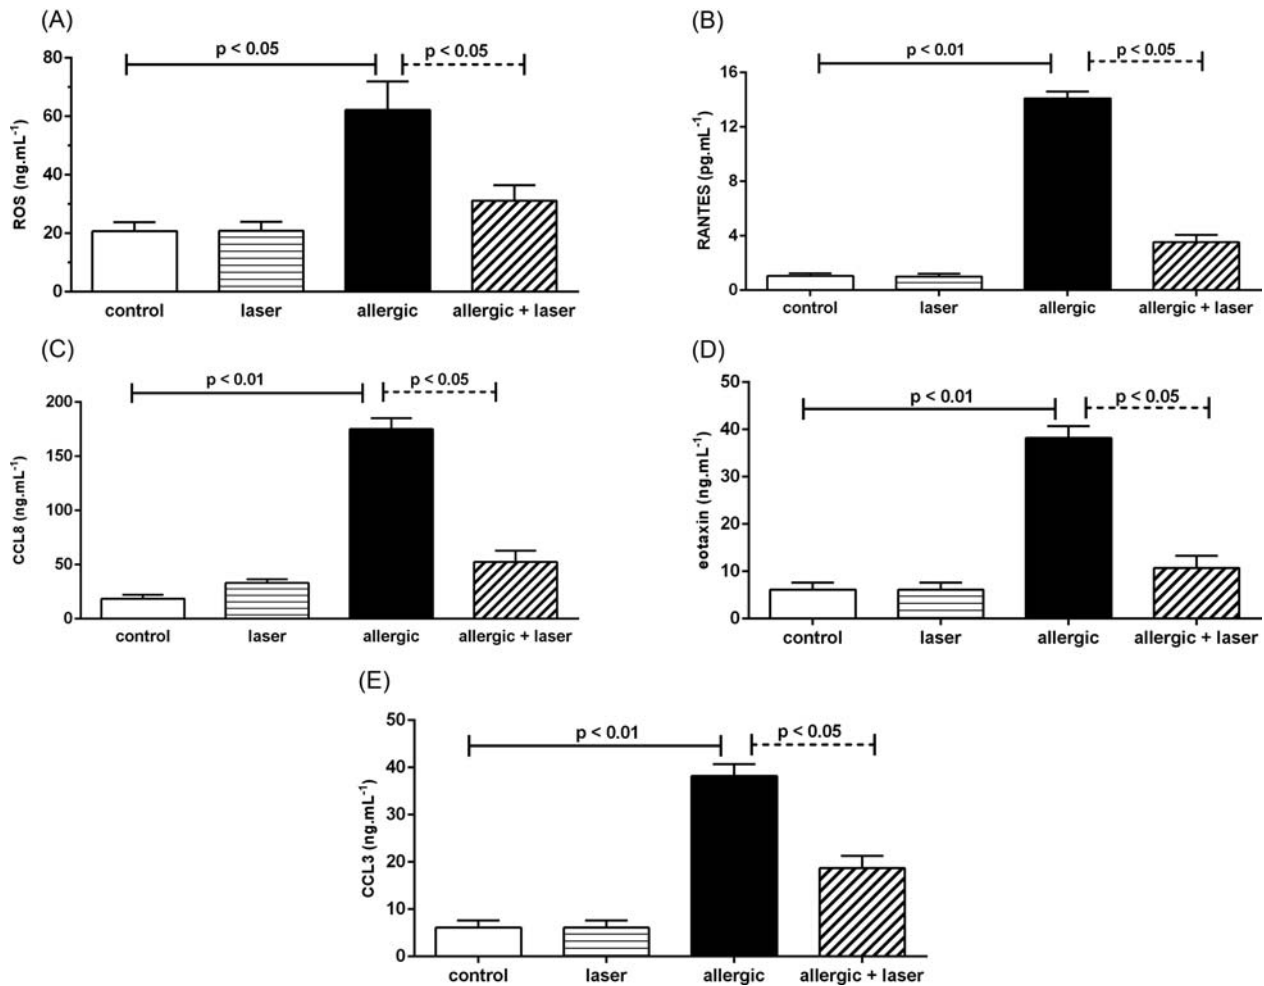 (A)
p < 0.05
p < 0.05
80
60
40
20
0
ROS (ng.mL⁻¹)
control laser allergic allergic + laser
(B)
p < 0.01
p < 0.05
16
12
8
4
0
RANTES (pg.mL⁻¹)
control laser allergic allergic + laser
(C)
p < 0.01
p < 0.05
200
150
100
50
0
CCL8 (ng.mL⁻¹)
control laser allergic allergic + laser
(D)
p < 0.01
p < 0.05
50
40
30
20
10
0
eotaxin (ng.mL⁻¹)
control laser allergic allergic + laser
(E)
p < 0.01
p < 0.05
50
40
30
20
10
0
CCL3 (ng.mL⁻¹)
control laser allergic allergic + laser